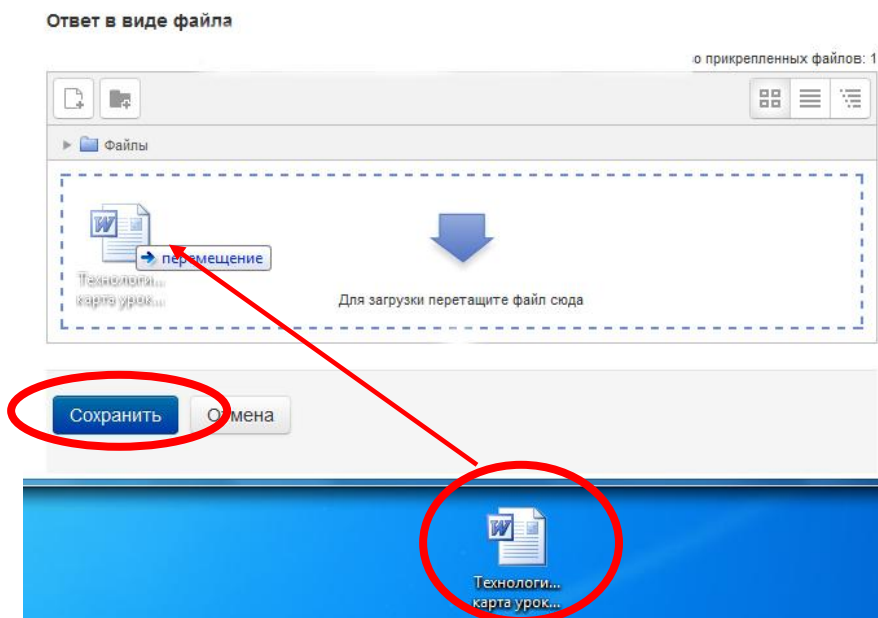 Ответ в виде файла
о прикрепленных файлов: 1
Файлы
перемещение
Технологи...
карта урок...
Для загрузки перетащите файл сюда
Сохранить
Отмена
Технологи...
карта урок...